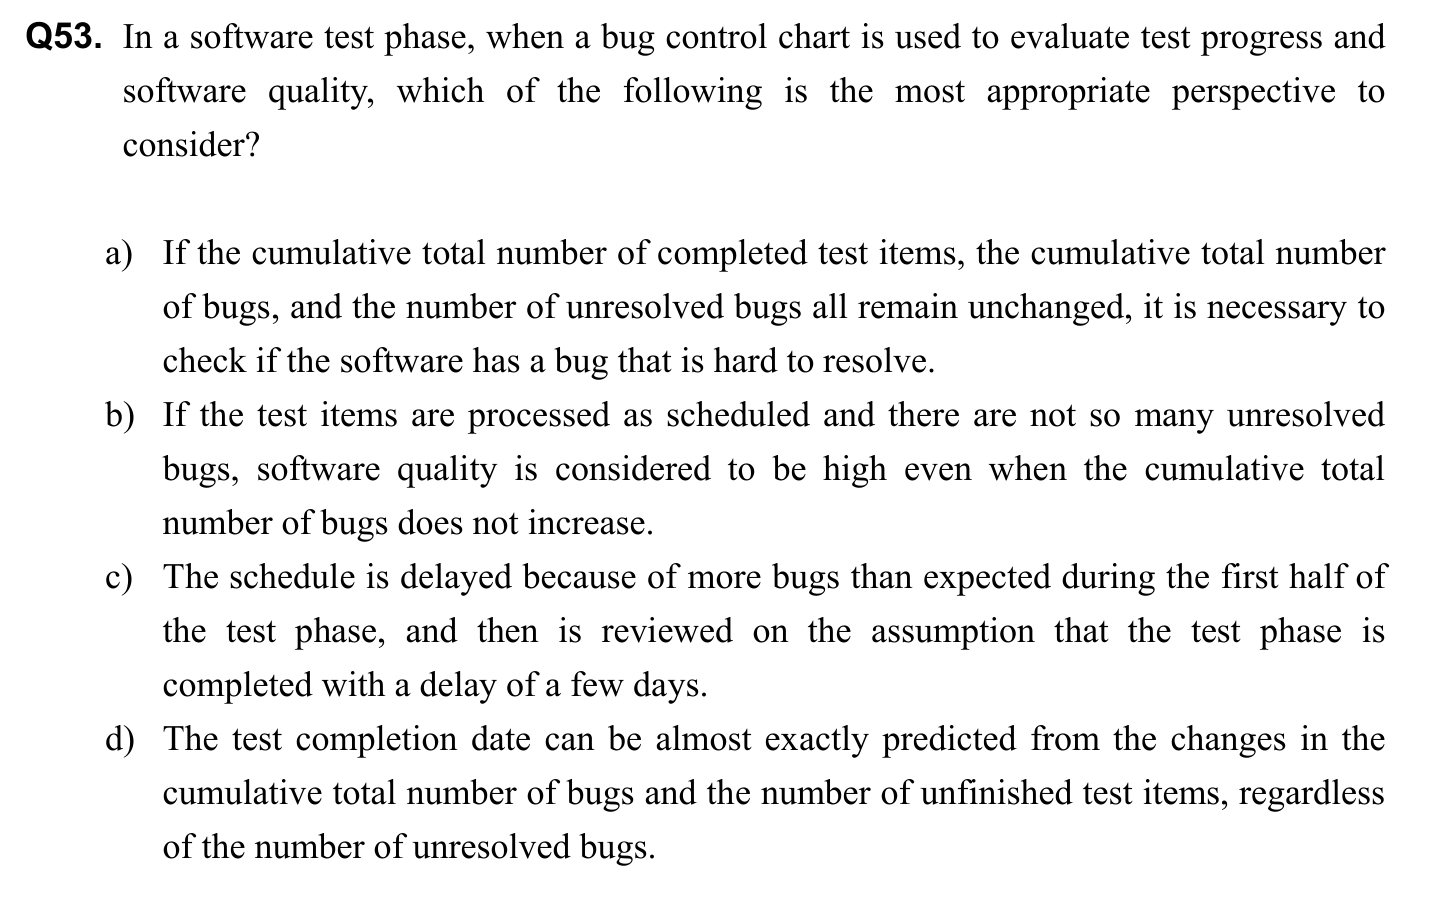 Q53. In a software test phase, when a bug control chart is used to evaluate test progress and
software quality, which of the following is the most appropriate perspective to
consider?
a) If the cumulative total number of completed test items, the cumulative total number
of bugs, and the number of unresolved bugs all remain unchanged, it is necessary to
check if the software has a bug that is hard to resolve.
b) If the test items are processed as scheduled and there are not so many unresolved
bugs, software quality is considered to be high even when the cumulative total
number of bugs does not increase.
c) The schedule is delayed because of more bugs than expected during the first half of
the test phase, and then is reviewed on the assumption that the test phase is
completed with a delay of a few days.
d) The test completion date can be almost exactly predicted from the changes in the
cumulative total number of bugs and the number of unfinished test items, regardless
of the number of unresolved bugs.